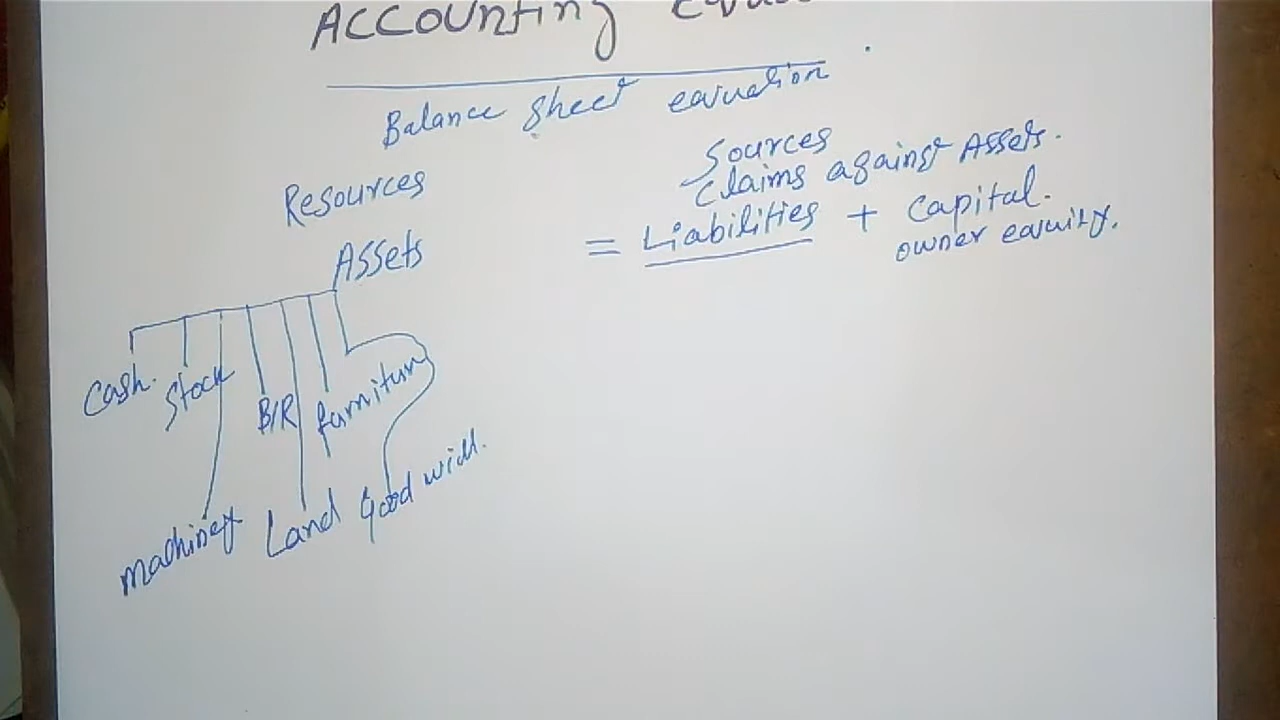 Accounting
Balance sheet equation
Resources
Sources
Claims against Assets.
Assets
= Liabilities + Capital.
owner equity.
Cash.
Stock
B/R
furniture
machinery
Land
Good will.